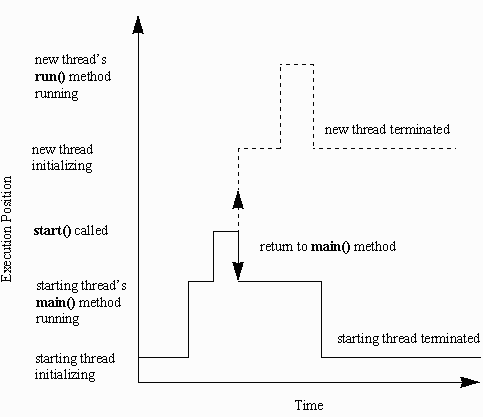 new thread's
run() method
running
new thread terminated
new thread
initializing
Execution Position
start() called
return to main() method
starting thread's
main() method
running
starting thread terminated
starting thread
initializing
Time